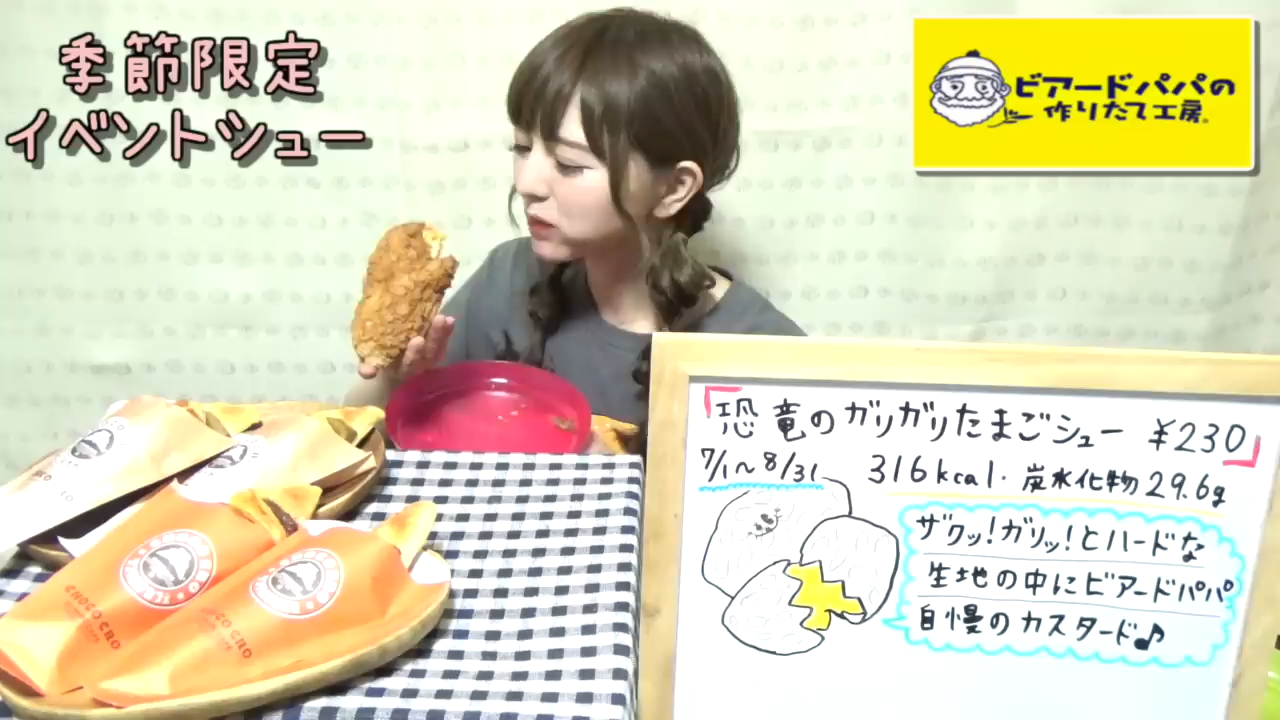 季節限定
イベントシュー
ビアードパパの
作りたて工房
「恐竜のガリガリたまごシュー ¥230」
7/1〜8/31
316kcal・炭水化物29.6g
ザクッ!ガリッ!とハードな
生地の中にビアードパパ
自慢のカスタード♪
CHOCO CRO
CHOCO CRO